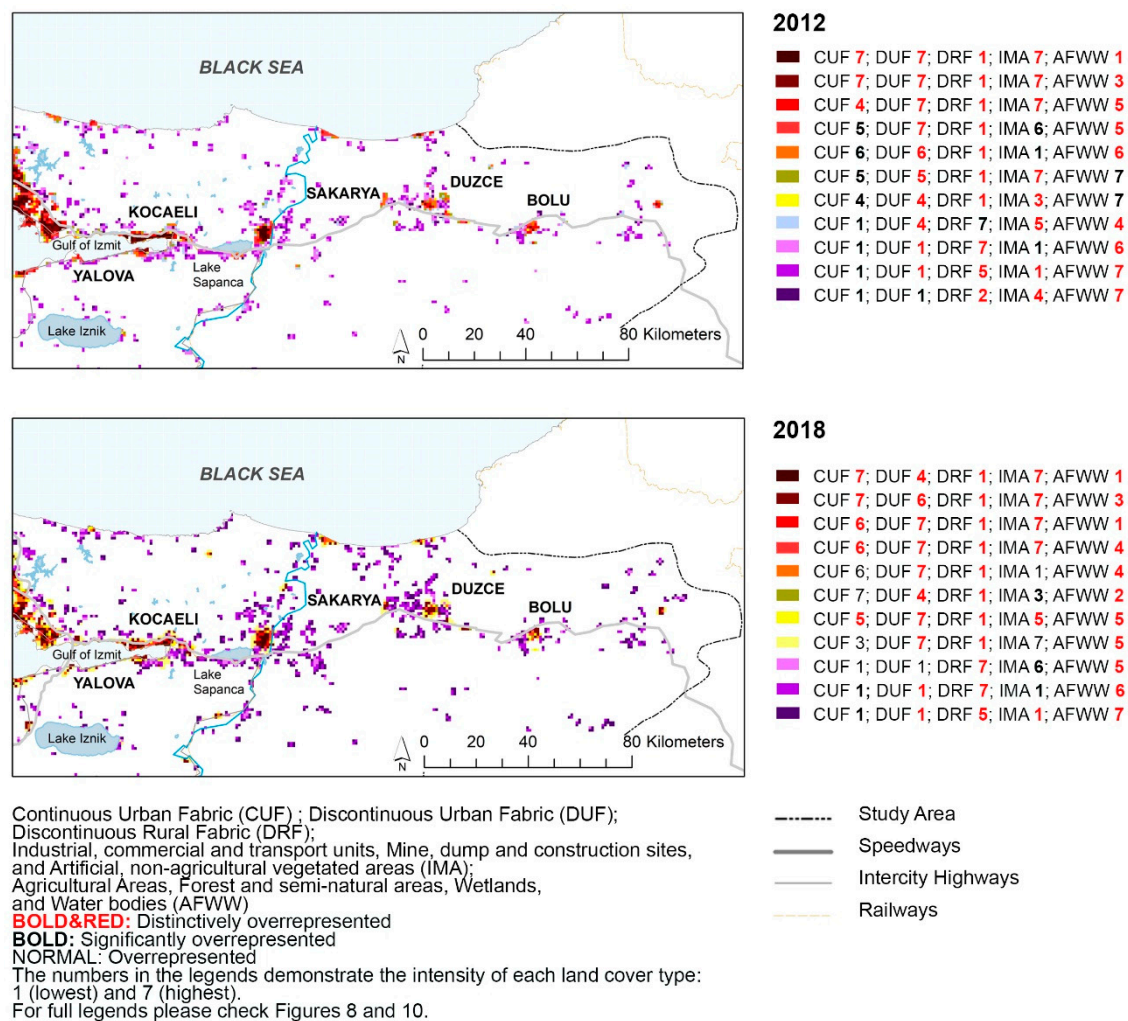 2012
BLACK SEA
KOCAELI
SAKARYA
DUZCE
BOLU
Gulf of Izmit
YALOVA
Lake
Sapanca
Lake Iznik
N
0 20 40 80 Kilometers
CUF 7; DUF 7; DRF 1; IMA 7; AFWW 1
CUF 7; DUF 7; DRF 1; IMA 7; AFWW 3
CUF 4; DUF 7; DRF 1; IMA 7; AFWW 5
CUF 5; DUF 7; DRF 1; IMA 6; AFWW 5
CUF 6; DUF 6; DRF 1; IMA 1; AFWW 6
CUF 5; DUF 5; DRF 1; IMA 7; AFWW 7
CUF 4; DUF 4; DRF 1; IMA 3; AFWW 7
CUF 1; DUF 4; DRF 7; IMA 5; AFWW 4
CUF 1; DUF 1; DRF 7; IMA 1; AFWW 6
CUF 1; DUF 1; DRF 5; IMA 1; AFWW 7
CUF 1; DUF 1; DRF 2; IMA 4; AFWW 7
2018
BLACK SEA
KOCAELI
SAKARYA
DUZCE
BOLU
Gulf of Izmit
YALOVA
Lake
Sapanca
Lake Iznik
N
0 20 40 80 Kilometers
CUF 7; DUF 4; DRF 1; IMA 7; AFWW 1
CUF 7; DUF 6; DRF 1; IMA 7; AFWW 3
CUF 6; DUF 7; DRF 1; IMA 7; AFWW 1
CUF 6; DUF 7; DRF 1; IMA 7; AFWW 4
CUF 6; DUF 7; DRF 1; IMA 1; AFWW 4
CUF 7; DUF 4; DRF 1; IMA 3; AFWW 2
CUF 5; DUF 7; DRF 1; IMA 5; AFWW 5
CUF 3; DUF 7; DRF 1; IMA 7; AFWW 5
CUF 1; DUF 1; DRF 7; IMA 6; AFWW 5
CUF 1; DUF 1; DRF 7; IMA 1; AFWW 6
CUF 1; DUF 1; DRF 5; IMA 1; AFWW 7
Continuous Urban Fabric (CUF) ; Discontinuous Urban Fabric (DUF);
Discontinuous Rural Fabric (DRF);
Industrial, commercial and transport units, Mine, dump and construction sites,
and Artificial, non-agricultural vegetated areas (IMA);
Agricultural Areas, Forest and semi-natural areas, Wetlands,
and Water bodies (AFWW)
BOLD&RED: Distinctively overrepresented
BOLD: Significantly overrepresented
NORMAL: Overrepresented
The numbers in the legends demonstrate the intensity of each land cover type:
1 (lowest) and 7 (highest).
For full legends please check Figures 8 and 10.
Study Area
Speedways
Intercity Highways
Railways